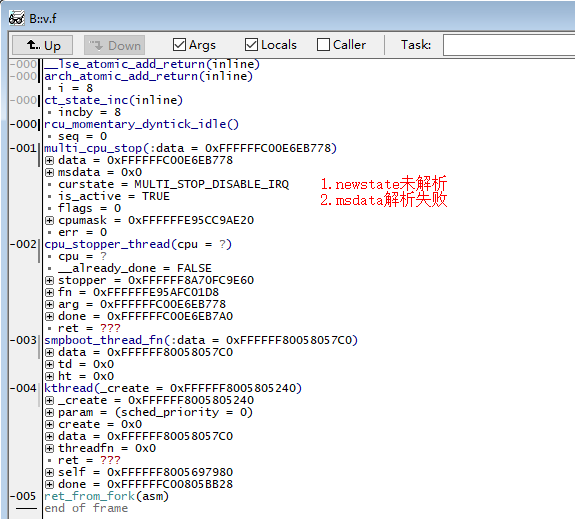 B::v.f
Up Down Args Locals Caller Task:
-000 __lse_atomic_add_return(inline)
-000 arch_atomic_add_return(inline)
i = 8
-000 ct_state_inc(inline)
incby = 8
-000 rcu_momentary_dyntick_idle()
seq = 0
-001 multi_cpu_stop(:data = 0xFFFFFFC00E6EB778)
data = 0xFFFFFFC00E6EB778
msdata = 0x0
curstate = MULTI_STOP_DISABLE_IRQ 1.newstate未解析
is_active = TRUE 2.msdata解析失败
flags = 0
cpumask = 0xFFFFFFE95CC9AE20
err = 0
-002 cpu_stopper_thread(cpu = ?)
cpu = ?
__already_done = FALSE
stopper = 0xFFFFFF8A70FC9E60
fn = 0xFFFFFFE95AFC01D8
arg = 0xFFFFFFC00E6EB778
done = 0xFFFFFFC00E6EB7A0
ret = ???
-003 smpboot_thread_fn(:data = 0xFFFFFF80058057C0)
data = 0xFFFFFF80058057C0
td = 0x0
ht = 0x0
-004 kthread(_create = 0xFFFFFF8005805240)
_create = 0xFFFFFF8005805240
param = (sched_priority = 0)
create = 0x0
data = 0xFFFFFF80058057C0
threadfn = 0x0
ret = ???
self = 0xFFFFFF8005697980
done = 0xFFFFFFC00805BB28
-005 ret_from_fork(asm)
end of frame